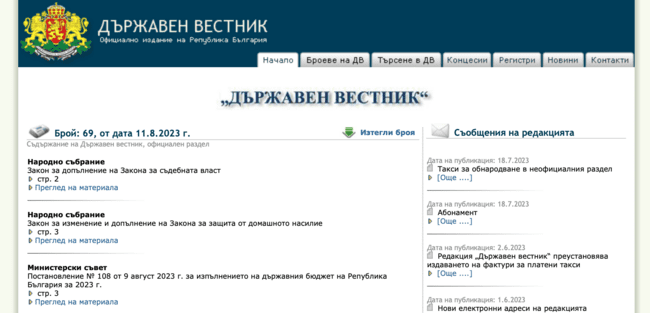 ДЪРЖАВЕН ВЕСТНИК
Официално издание на Република България
Начало
Броеве на ДВ
Търсене в ДВ
Концесии
Регистри
Новини
Контакти
„ДЪРЖАВЕН ВЕСТНИК“
Брой: 69, от дата 11.8.2023 г.
Изтегли броя
Съдържание на Държавен вестник, официален раздел
Народно събрание
Закон за допълнение на Закона за съдебната власт
стр. 2
Преглед на материала
Народно събрание
Закон за изменение и допълнение на Закона за защита от домашното насилие
стр. 3
Преглед на материала
Министерски съвет
Постановление № 108 от 9 август 2023 г. за изпълнението на държавния бюджет на Република
България за 2023 г.
стр. 3
Преглед на материала
Съобщения на редакцията
Дата на публикация: 18.7.2023
Такси за обнародване в неофициалния раздел
[Още ....]
Дата на публикация: 18.7.2023
Абонамент
[Още ....]
Дата на публикация: 2.6.2023
Редакция „Държавен вестник" преустановява
издаването на фактури за платени такси
[Още ....]
Дата на публикация: 1.6.2023
Нови електронни адреси на редакцията